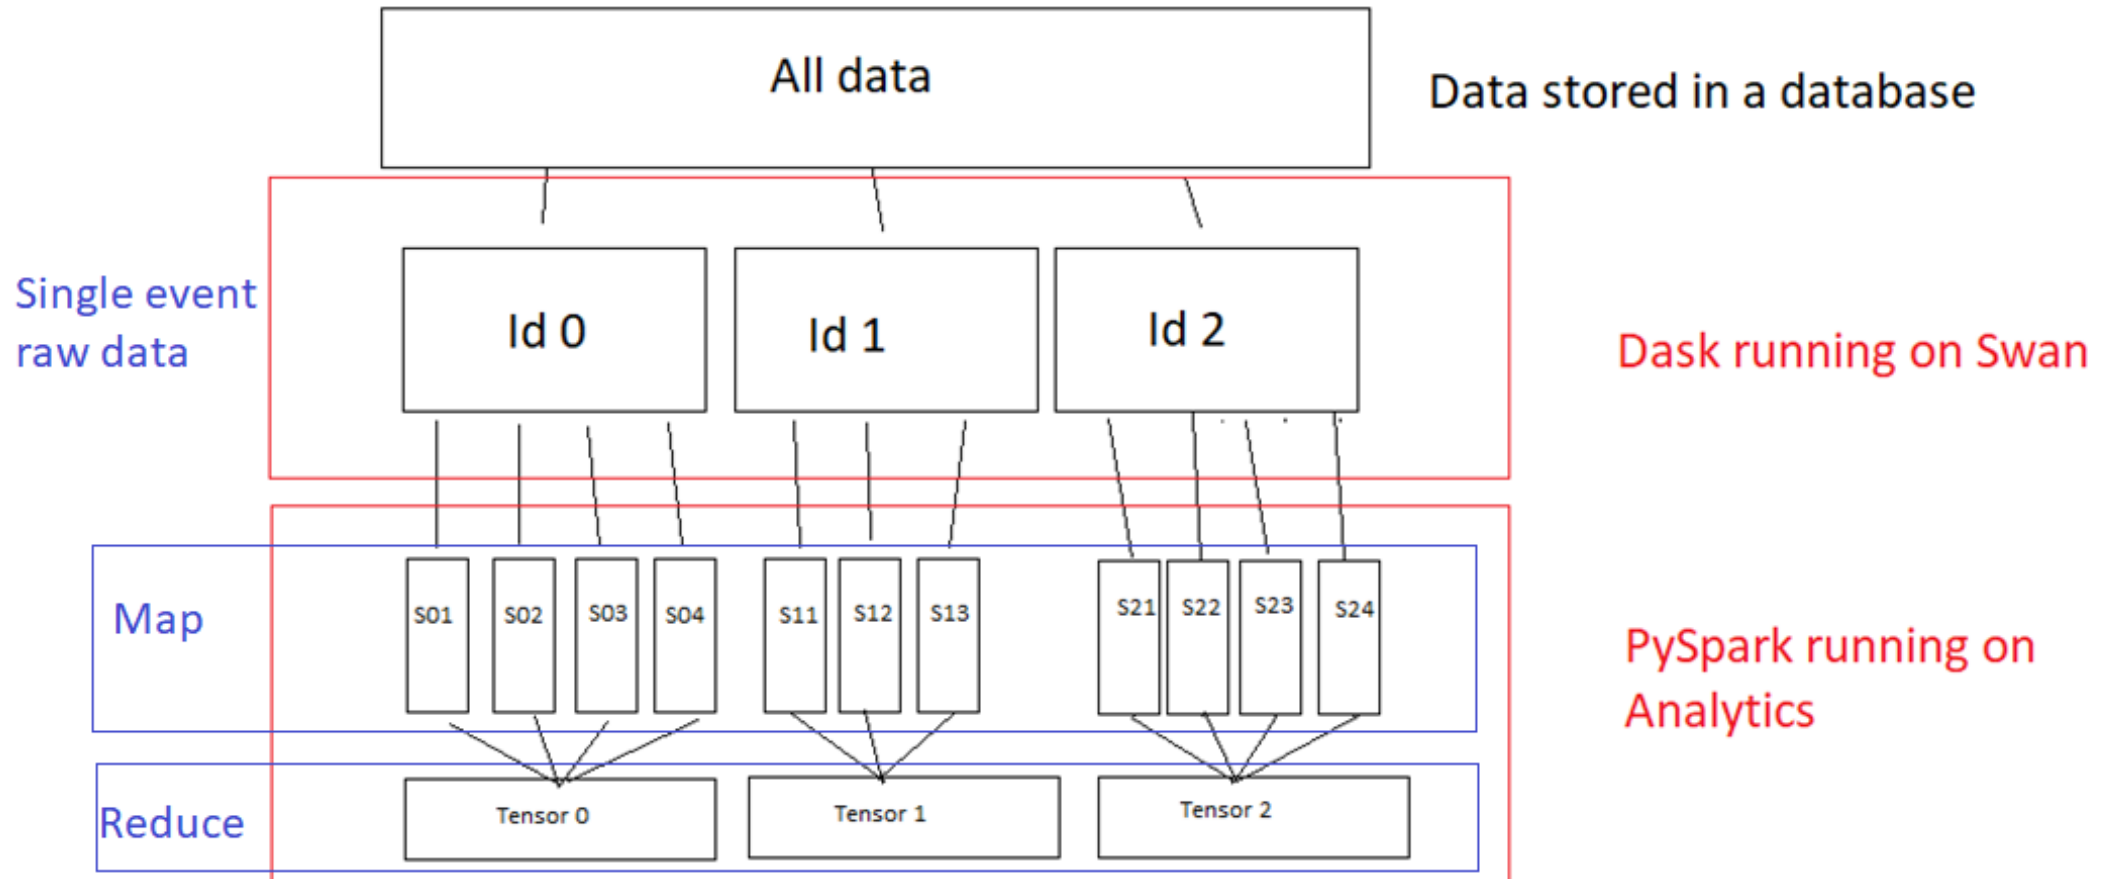 All data
Data stored in a database
Single event
raw data
Id 0
Id 1
Id 2
Dask running on Swan
Map
S01
S02
S03
S04
S11
S12
S13
S21
S22
S23
S24
PySpark running on
Analytics
Reduce
Tensor 0
Tensor 1
Tensor 2